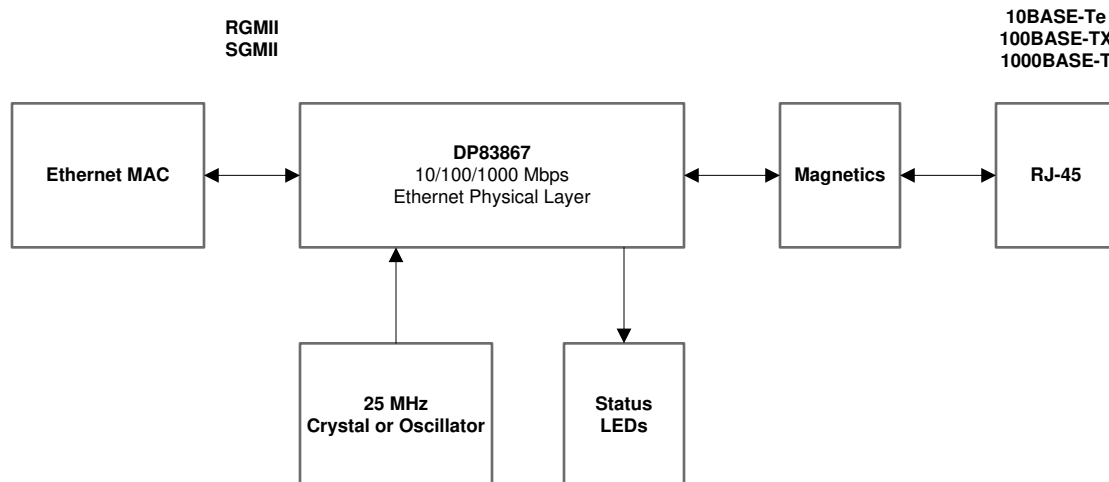 RGMII
SGMII
10BASE-Te
100BASE-TX
1000BASE-T
Ethernet MAC
DP83867
10/100/1000 Mbps
Ethernet Physical Layer
Magnetics
RJ-45
25 MHz
Crystal or Oscillator
Status
LEDs